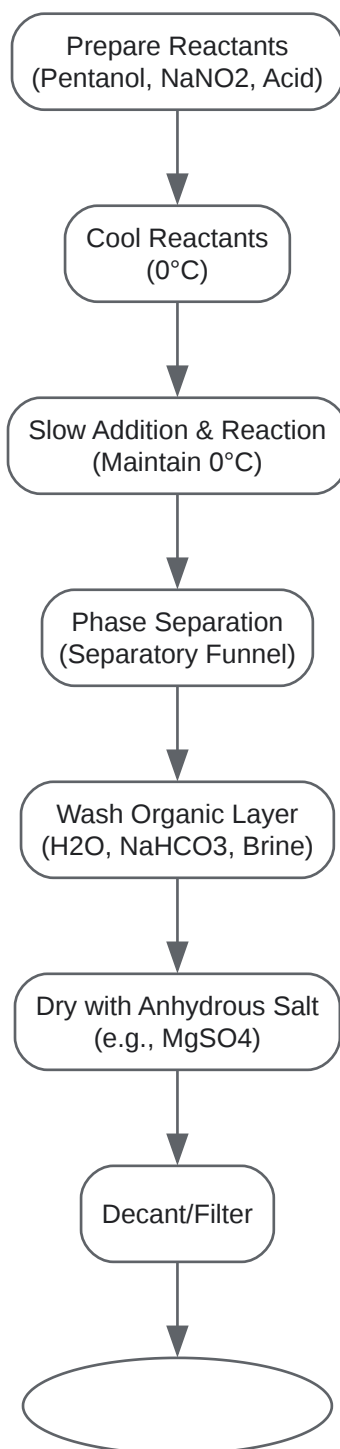 Prepare Reactants
(Pentanol, NaNO2, Acid)
Cool Reactants
(0°C)
Slow Addition & Reaction
(Maintain 0°C)
Phase Separation
(Separatory Funnel)
Wash Organic Layer
(H2O, NaHCO3, Brine)
Dry with Anhydrous Salt
(e.g., MgSO4)
Decant/Filter